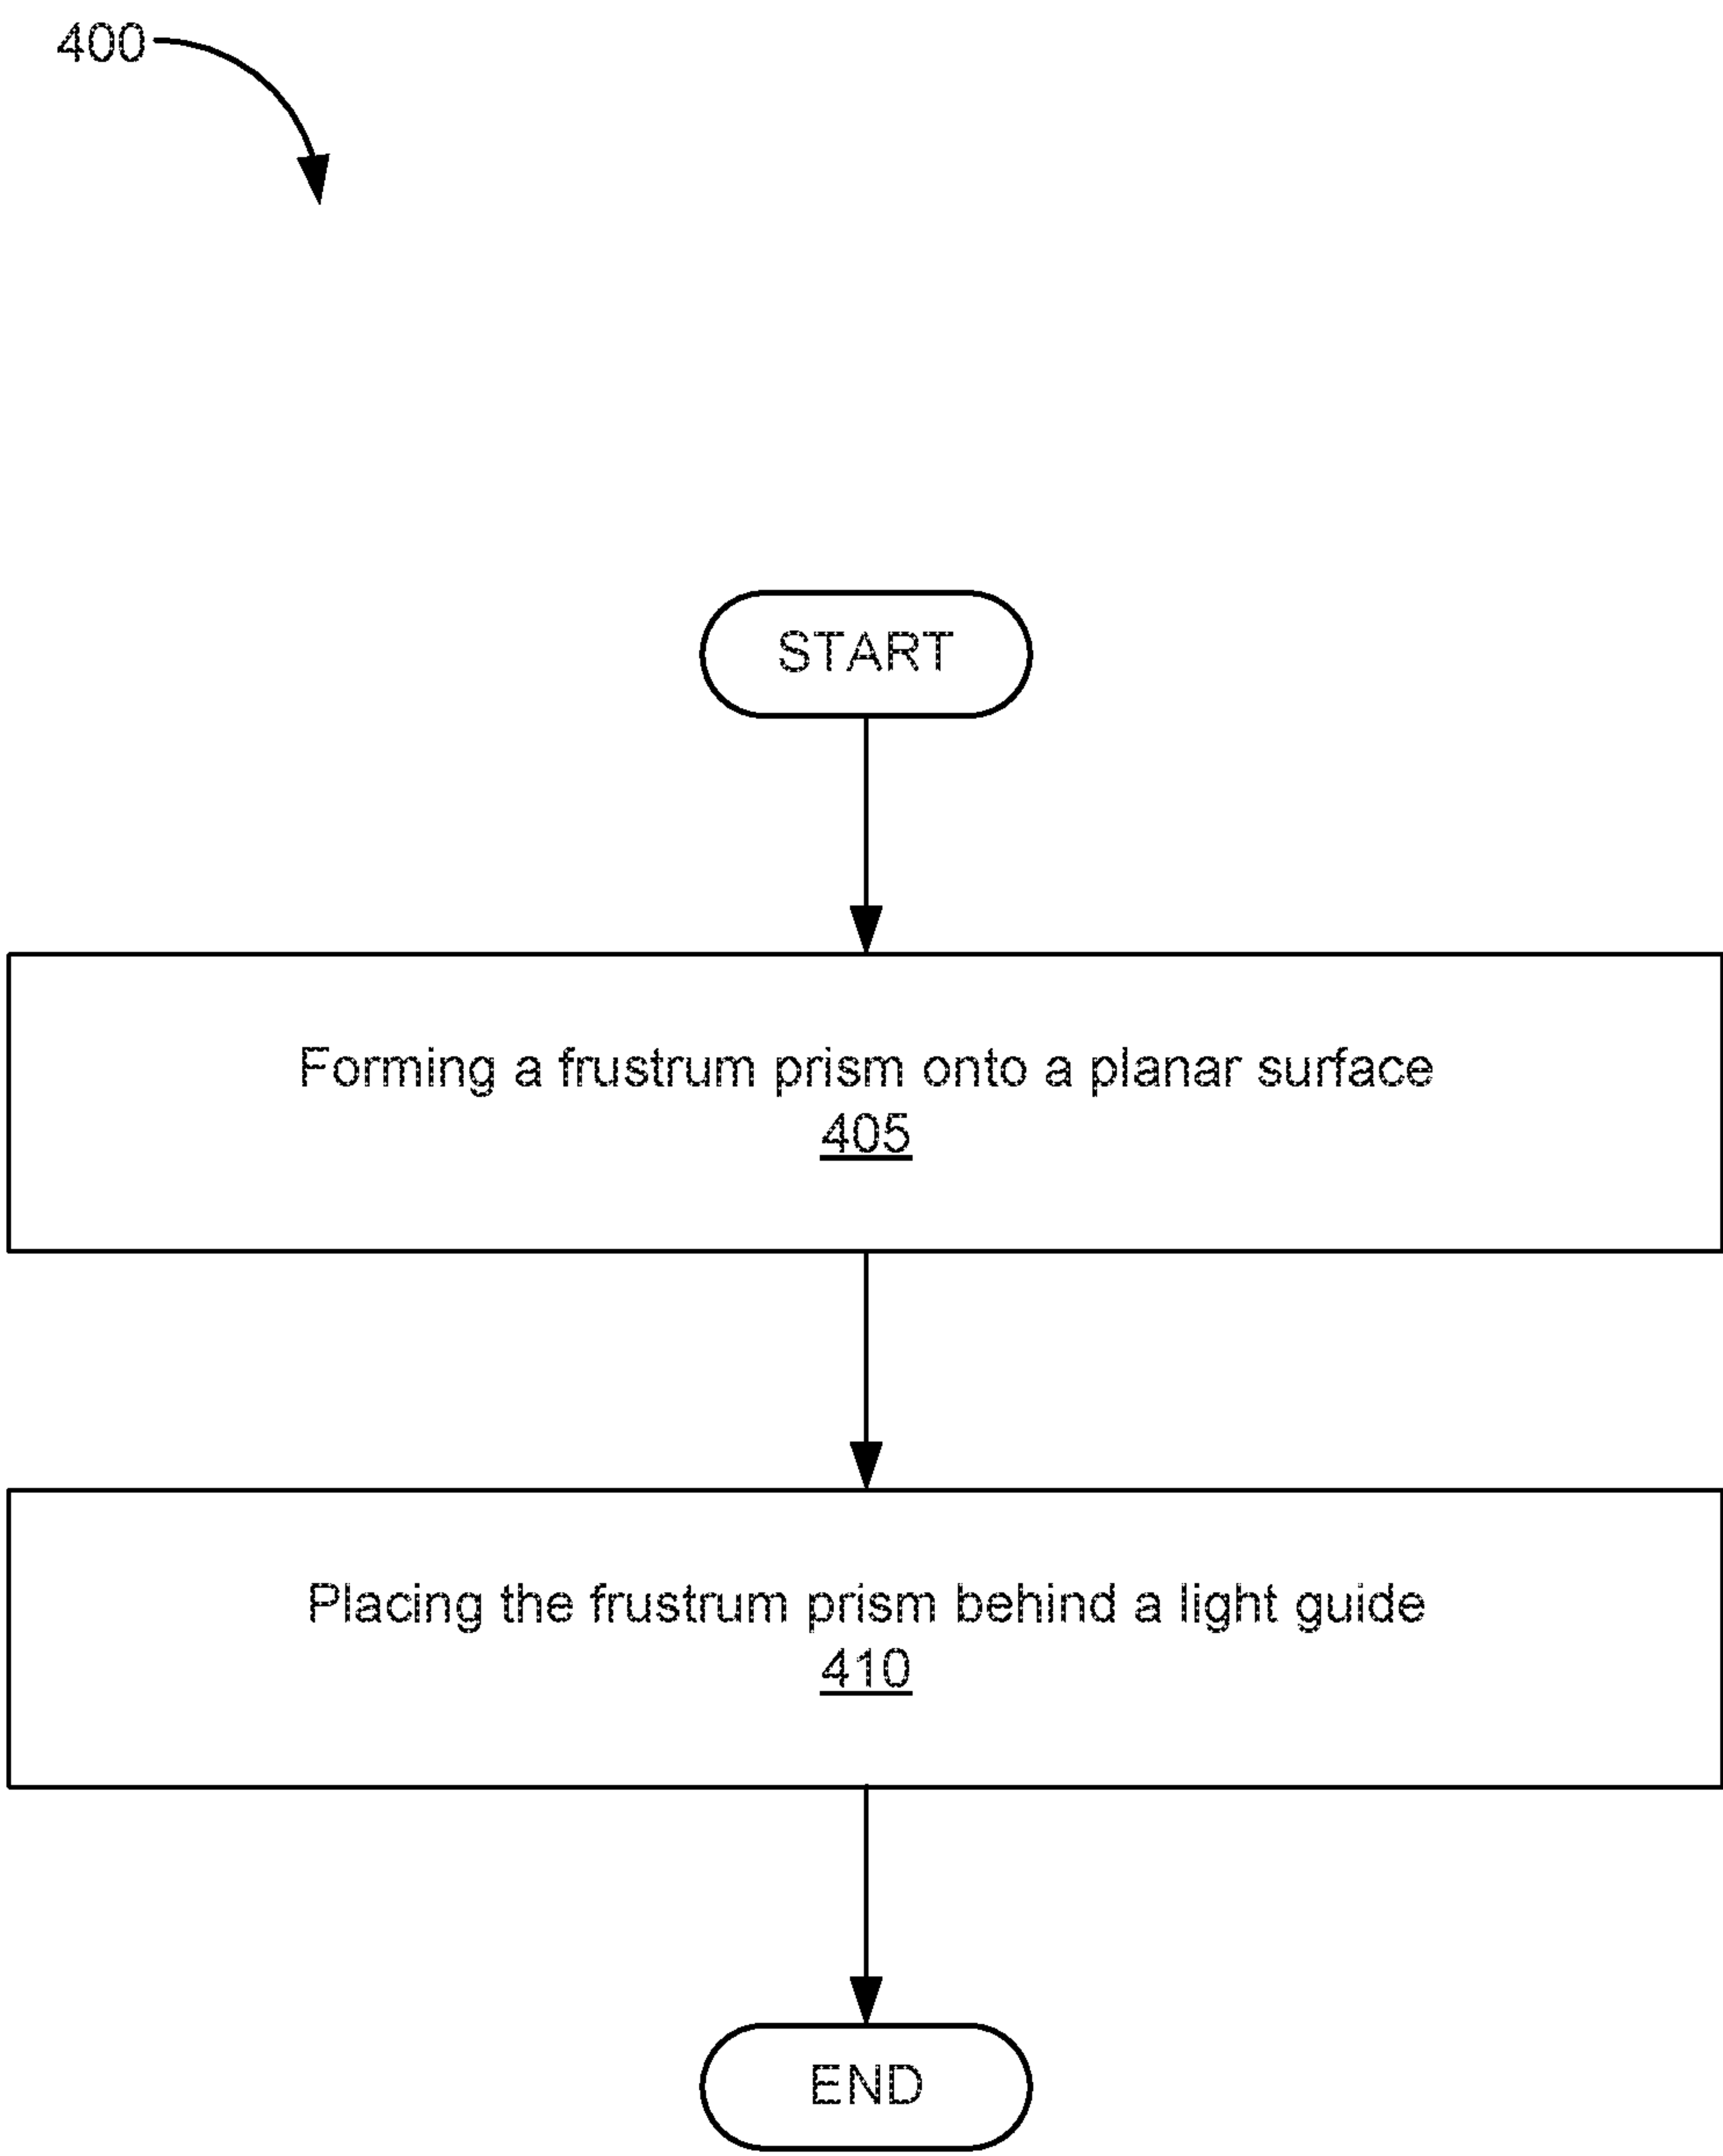 400
START
Forming a frustrum prism onto a planar surface
405
Placing the frustrum prism behind a light guide
410
END